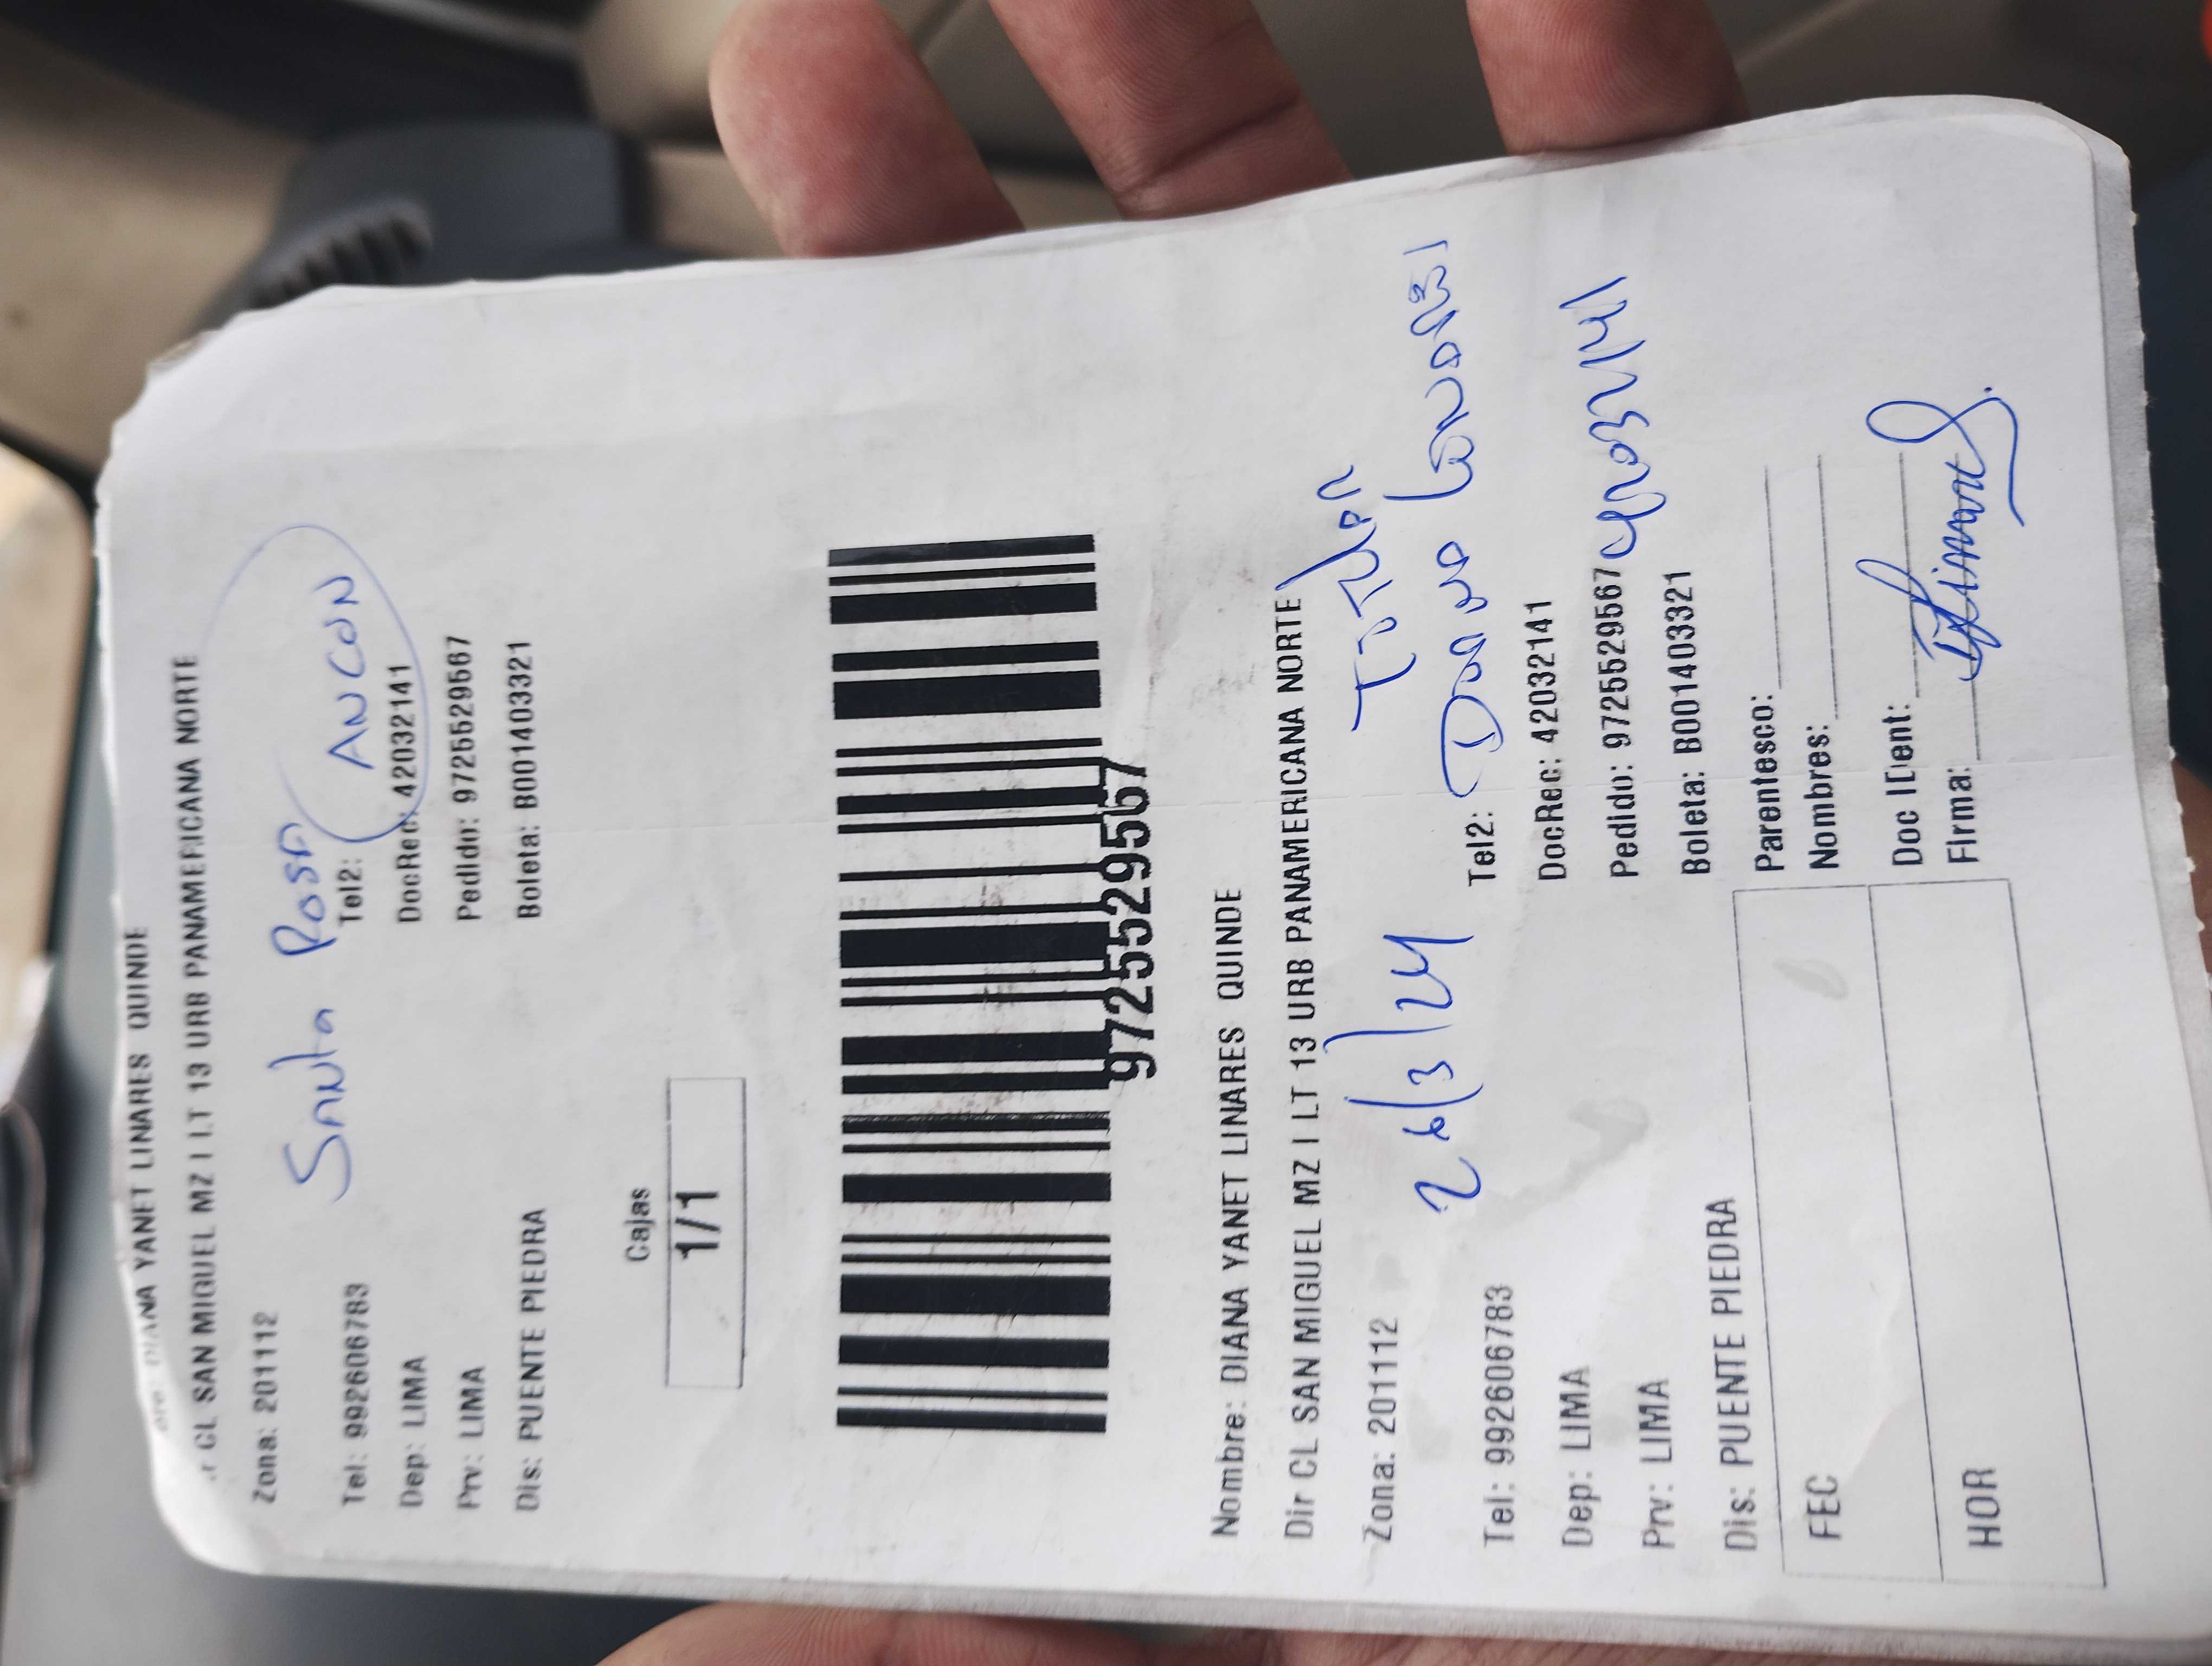 DIANA YANET LINARES QUINDE
r CL SAN MIGUEL MZ I LT 13 URB PANAMERICANA NORTE
Zona: 201112
Santa Rosa
(ANCON)
Tel: 992606783 Tel2:
Dep: LIMA DocRec: 42032141
Prv: LIMA Pedido: 9725529567
Dis: PUENTE PIEDRA Boleta: B001403321
Cajas
1/1
9725529567
Nombre: DIANA YANET LINARES QUINDE
Dir CL SAN MIGUEL MZ I LT 13 URB PANAMERICANA NORTE
Zona: 201112 26/3/24 Titular
Tel: 992606783 Tel2: Diana Linares
Dep: LIMA DocRec: 42032141
Prv: LIMA Pedido: 9725529567 42032141
Dis: PUENTE PIEDRA Boleta: B001403321
FEC Parentesco:
Nombres:
HOR Doc IDent:
Firma: